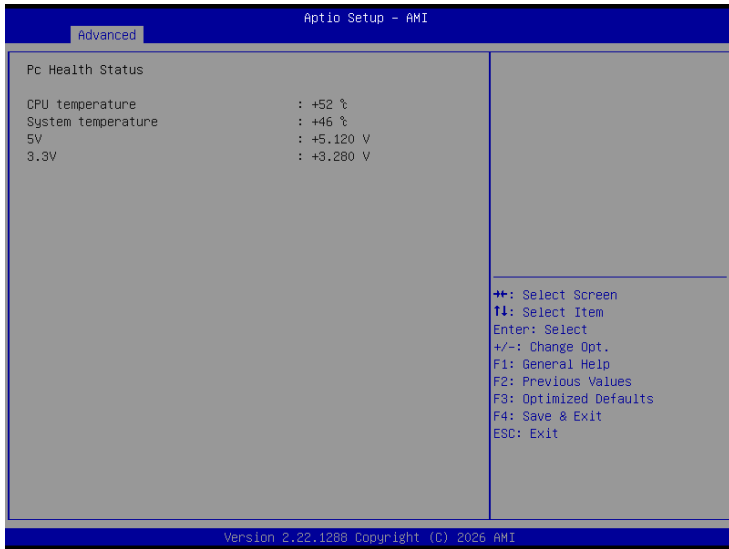 Aptio Setup - AMI
Advanced
Pc Health Status
CPU temperature : +52 ℃
System temperature : +46 ℃
5V : +5.120 V
3.3V : +3.280 V
→←: Select Screen
↑↓: Select Item
Enter: Select
+/-: Change Opt.
F1: General Help
F2: Previous Values
F3: Optimized Defaults
F4: Save & Exit
ESC: Exit
Version 2.22.1288 Copyright (C) 2026 AMI